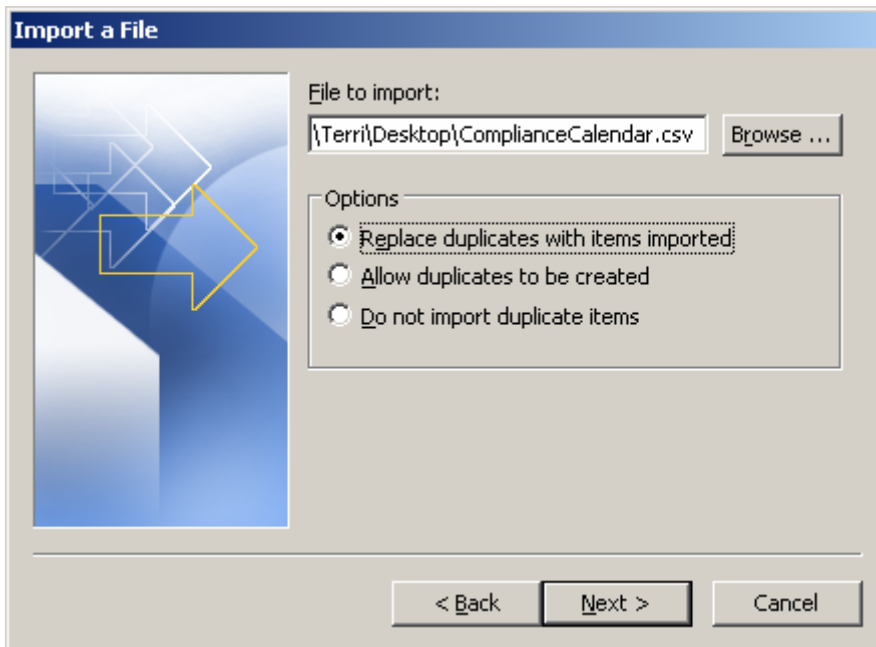 Import a File
File to import:
\Terri\Desktop\ComplianceCalendar.csv
Browse ...
Options
Replace duplicates with items imported
Allow duplicates to be created
Do not import duplicate items
< Back
Next >
Cancel